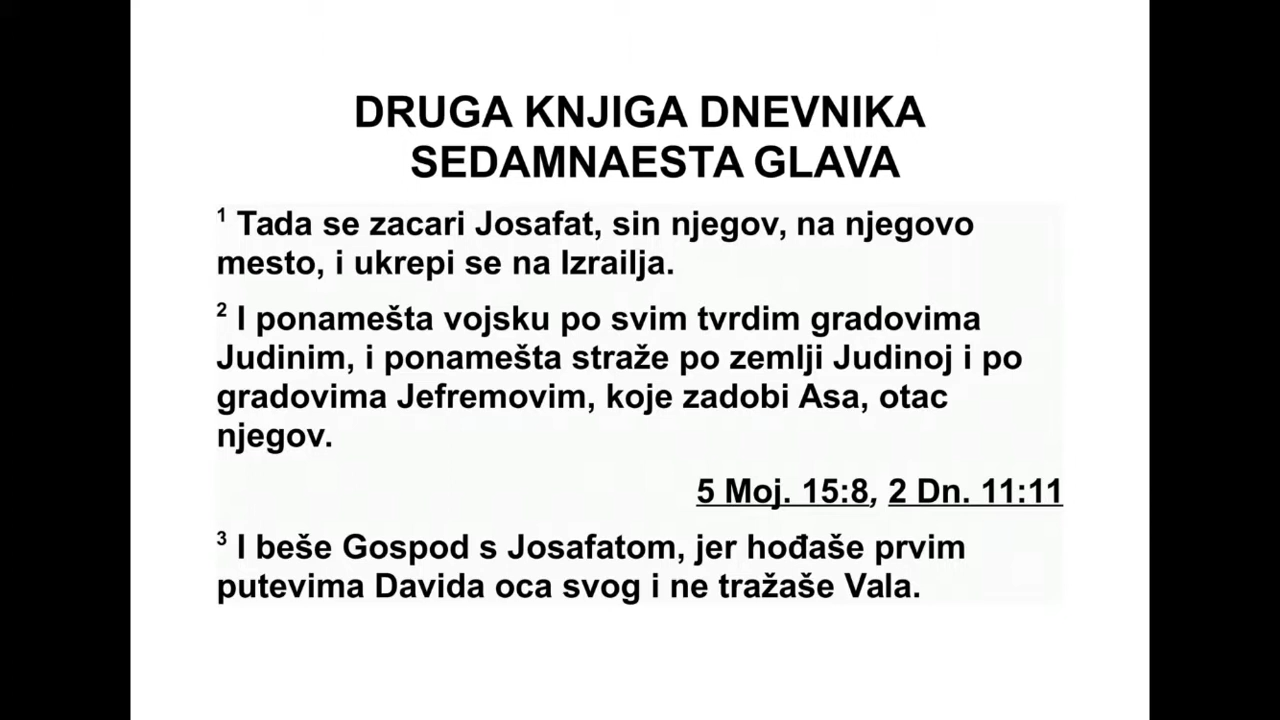 DRUGA KNJIGA DNEVNIKA
SEDAMNAESTA GLAVA
1 Tada se zacari Josafat, sin njegov, na njegovo
mesto, i ukrepi se na Izrailja.
2 I ponamešta vojsku po svim tvrdim gradovima
Judinim, i ponamešta straže po zemlji Judinoj i po
gradovima Jefremovim, koje zadobi Asa, otac
njegov.
5 Moj. 15:8, 2 Dn. 11:11
3 I beše Gospod s Josafatom, jer hođaše prvim
putevima Davida oca svog i ne tražaše Vala.